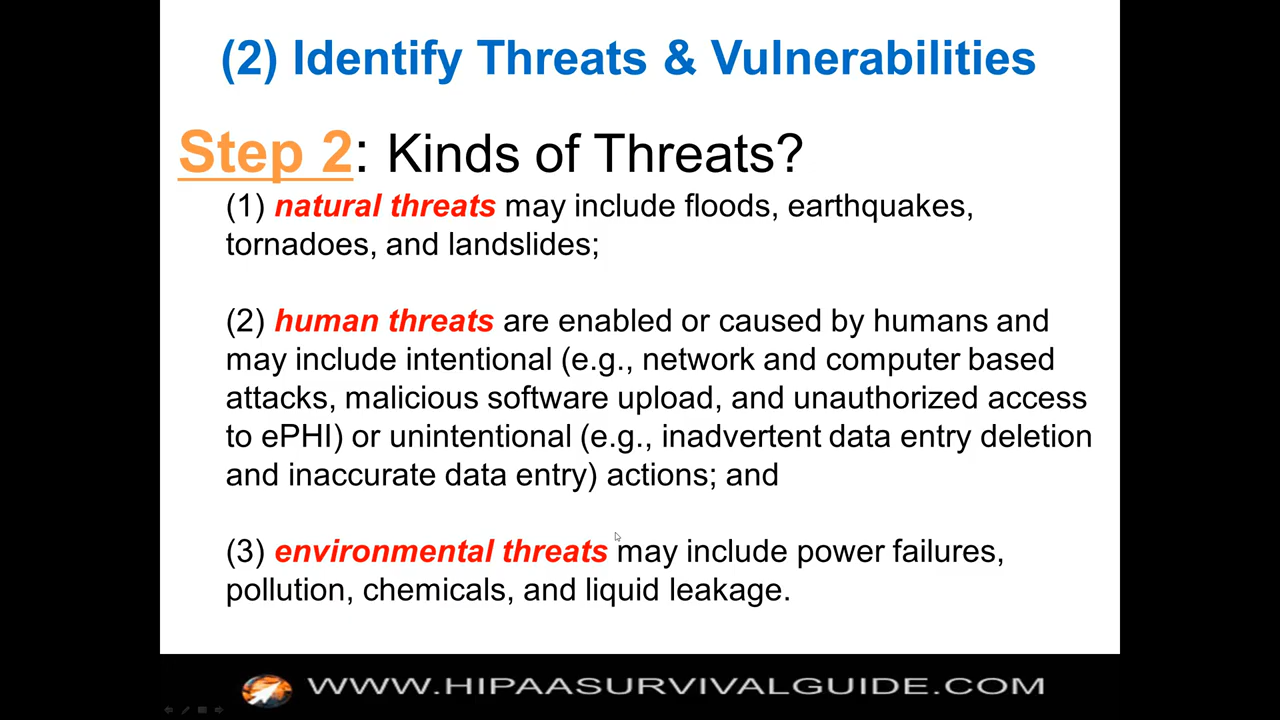 (2) Identify Threats & Vulnerabilities
Step 2: Kinds of Threats?
(1) natural threats may include floods, earthquakes,
tornadoes, and landslides;
(2) human threats are enabled or caused by humans and
may include intentional (e.g., network and computer based
attacks, malicious software upload, and unauthorized access
to ePHI) or unintentional (e.g., inadvertent data entry deletion
and inaccurate data entry) actions; and
(3) environmental threats may include power failures,
pollution, chemicals, and liquid leakage.
WWW.HIPAASURVIVALGUIDE.COM